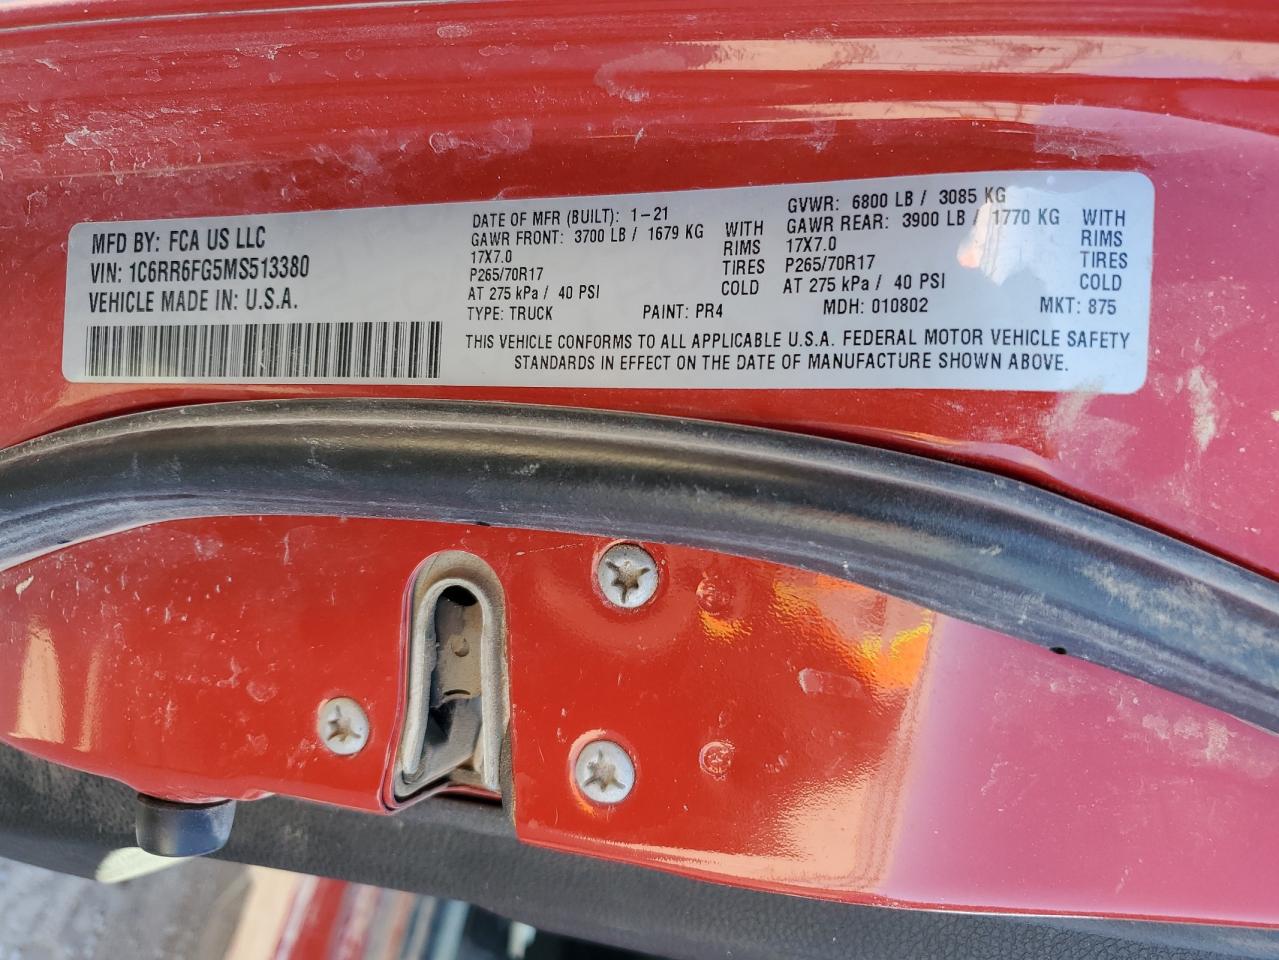 MFD BY: FCA US LLC
VIN: 1C6RR6FG5MS513380
VEHICLE MADE IN: U.S.A.
DATE OF MFR (BUILT): 1-21
GAWR FRONT: 3700 LB / 1679 KG WITH
17X7.0 RIMS
P265/70R17 TIRES
AT 275 kPa / 40 PSI COLD
TYPE: TRUCK PAINT: PR4
GVWR: 6800 LB / 3085 KG
GAWR REAR: 3900 LB / 1770 KG WITH
17X7.0 RIMS
P265/70R17 TIRES
AT 275 kPa / 40 PSI COLD
MDH: 010802 MKT: 875
THIS VEHICLE CONFORMS TO ALL APPLICABLE U.S.A. FEDERAL MOTOR VEHICLE SAFETY
STANDARDS IN EFFECT ON THE DATE OF MANUFACTURE SHOWN ABOVE.